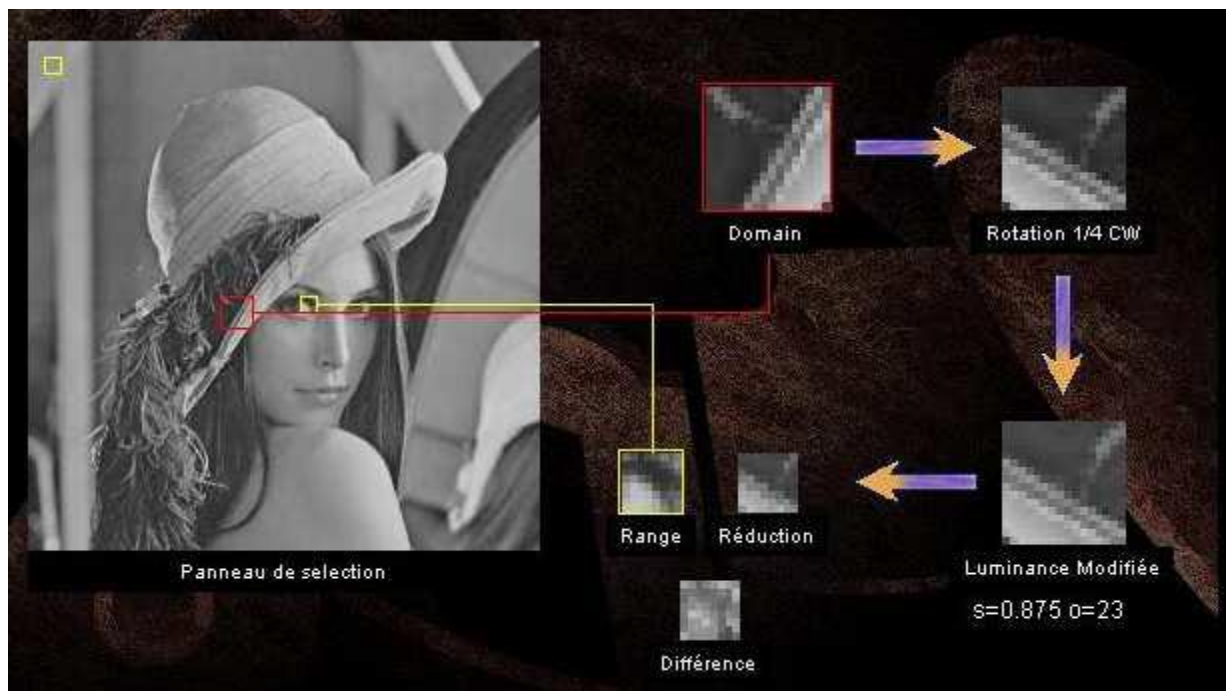 Domain
Rotation 1/4 CW
Range
Réduction
Luminance Modifiée
s=0.875 o=23
Panneau de selection
Différence